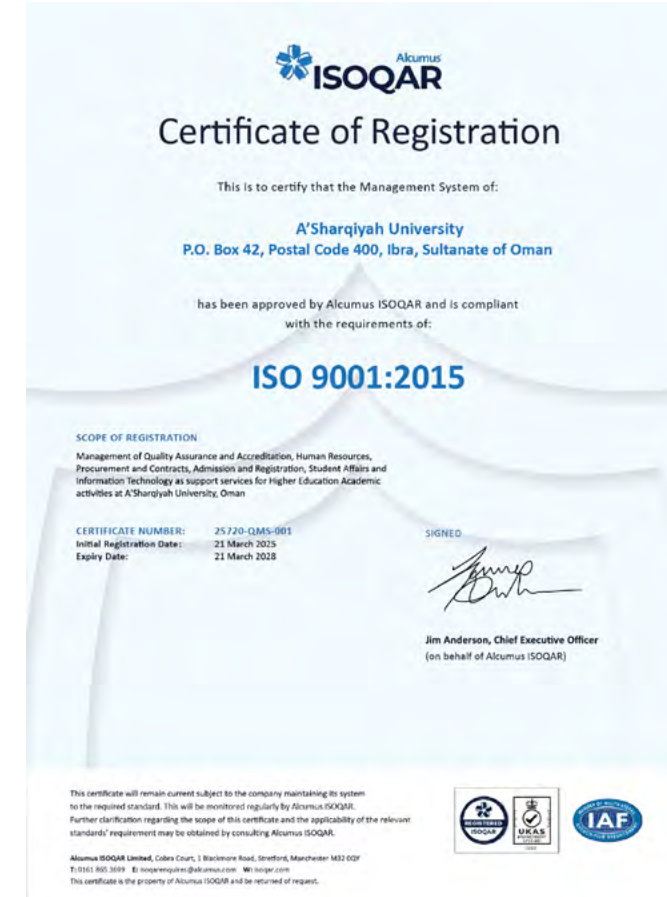 Alcumus
ISOQAR
Certificate of Registration
This is to certify that the Management System of:
A'Sharqiyah University
P.O. Box 42, Postal Code 400, Ibra, Sultanate of Oman
has been approved by Alcumus ISOQAR and is compliant
with the requirements of:
ISO 9001:2015
SCOPE OF REGISTRATION
Management of Quality Assurance and Accreditation, Human Resources,
Procurement and Contracts, Admission and Registration, Student Affairs and
Information Technology as support services for Higher Education Academic
activities at A'Sharqiyah University, Oman
CERTIFICATE NUMBER: 25720-QMS-001
Initial Registration Date: 21 March 2025
Expiry Date: 21 March 2028
SIGNED
Jim Anderson, Chief Executive Officer
(on behalf of Alcumus ISOQAR)
This certificate will remain current subject to the company maintaining its system
to the required standard. This will be monitored regularly by Alcumus ISOQAR.
Further clarification regarding the scope of this certificate and the applicability of the relevant
standards' requirement may be obtained by consulting Alcumus ISOQAR.
Alcumus ISOQAR Limited, Cobra Court, 1 Blackmore Road, Stretford, Manchester M32 0QY
T: 0161 865 3699 E: isoqarenquiries@alcumus.com W: isoqar.com
This certificate is the property of Alcumus ISOQAR and be returned of request.
REGISTERED
ISOQAR
UKAS
IAF